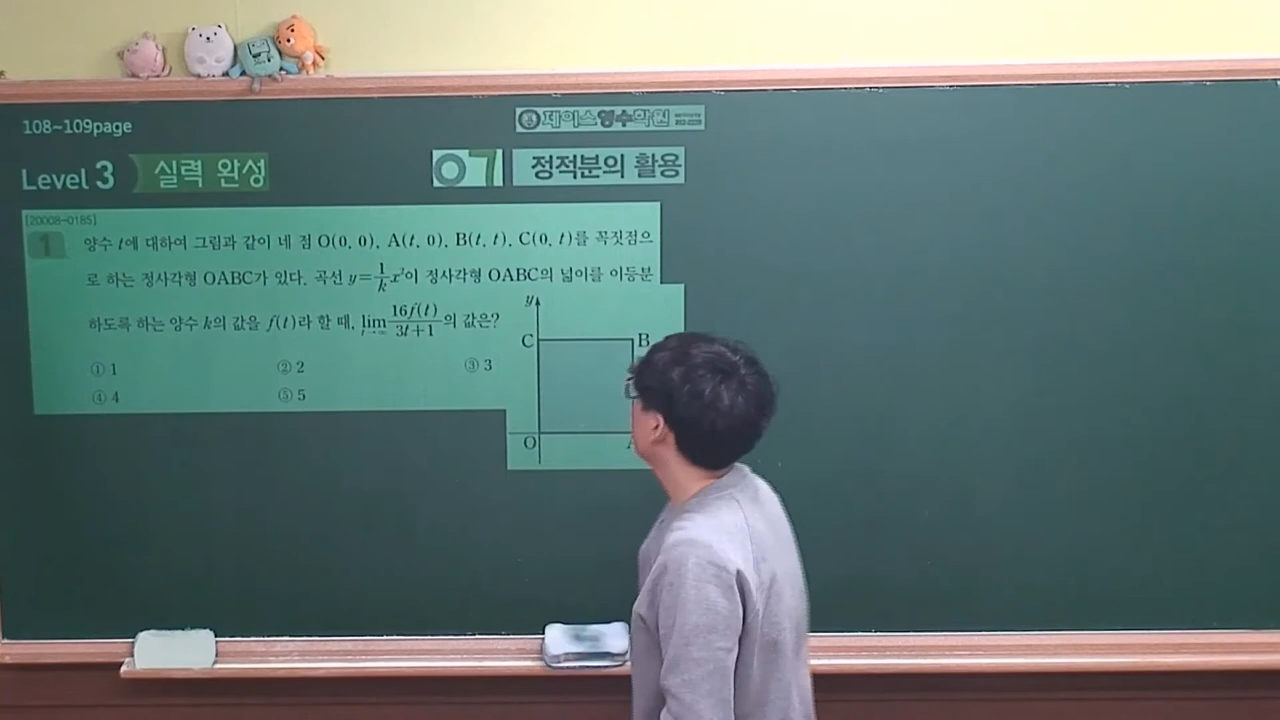 108~109page
제이스영수학원
Level 3 실력 완성
07 정적분의 활용
[20008-0185]
1 양수 t에 대하여 그림과 같이 네 점 O(0, 0), A(t, 0), B(t, t), C(0, t)를 꼭짓점으
로 하는 정사각형 OABC가 있다. 곡선 y=1/k x²이 정사각형 OABC의 넓이를 이등분
하도록 하는 양수 k의 값을 f(t)라 할 때, lim t→∞ 16f(t)/3t+1의 값은?
① 1 ② 2 ③ 3
④ 4 ⑤ 5
y
C B
O A